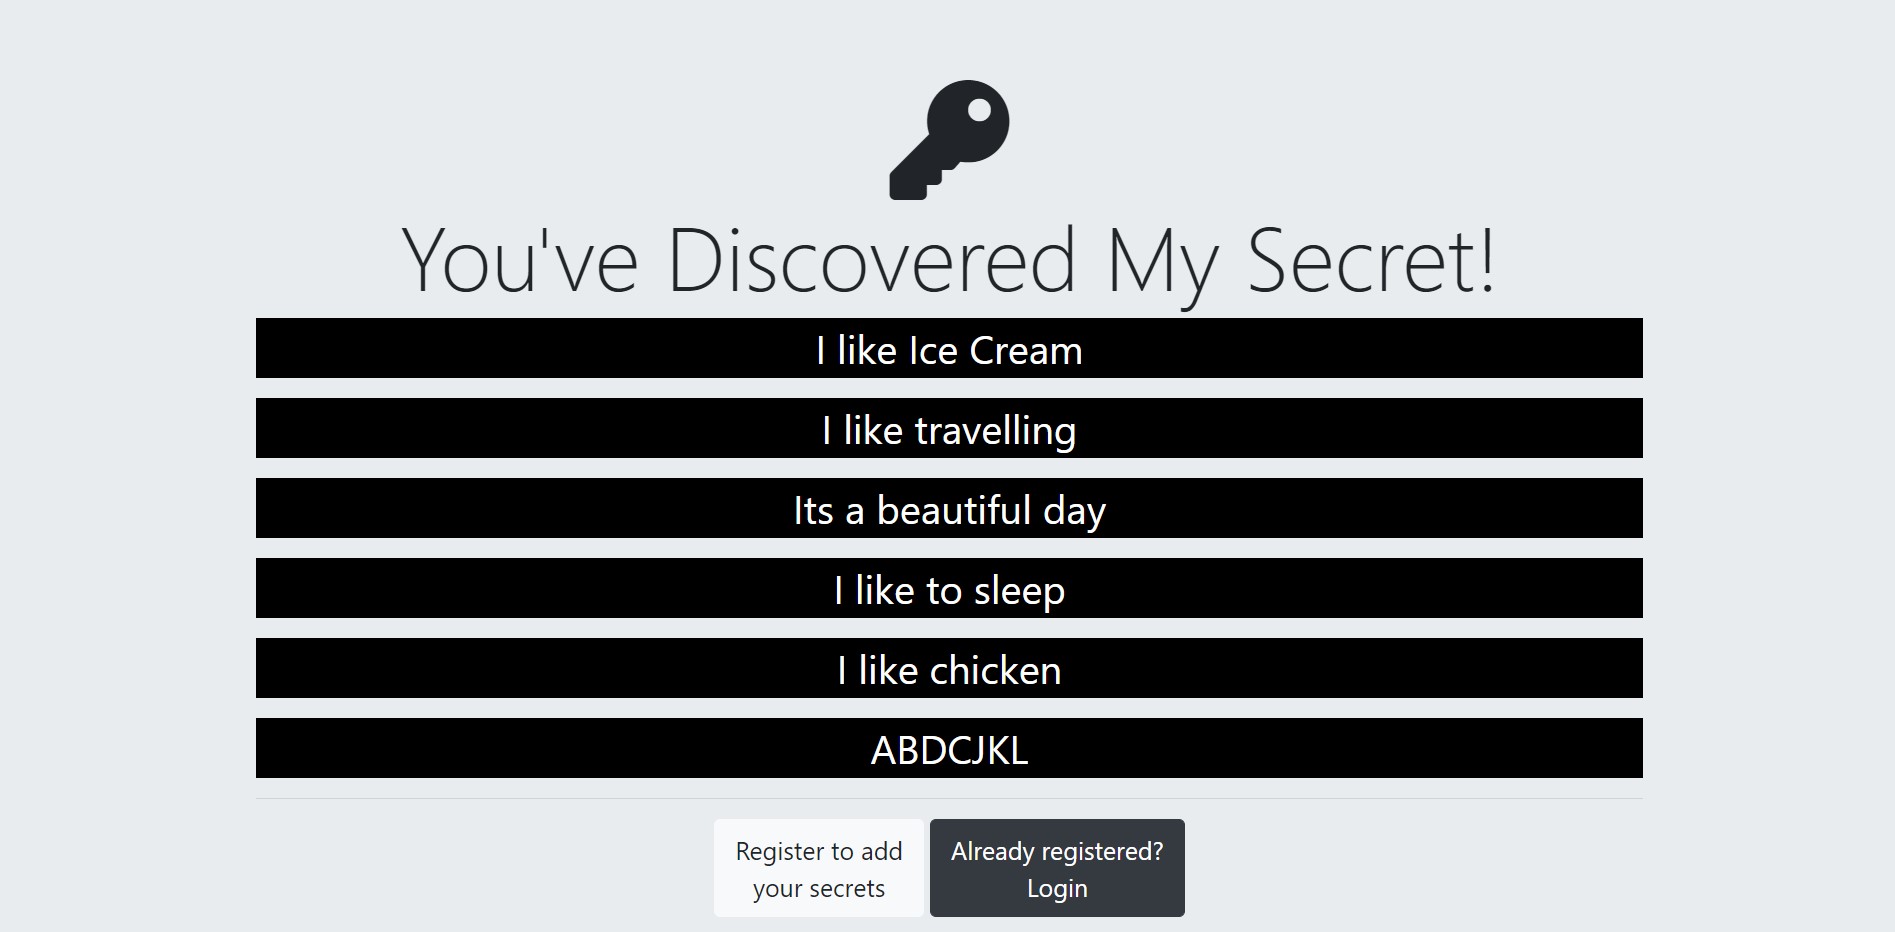 You've Discovered My Secret!
I like Ice Cream
I like travelling
Its a beautiful day
I like to sleep
I like chicken
ABDCJKL
Register to add
your secrets
Already registered?
Login